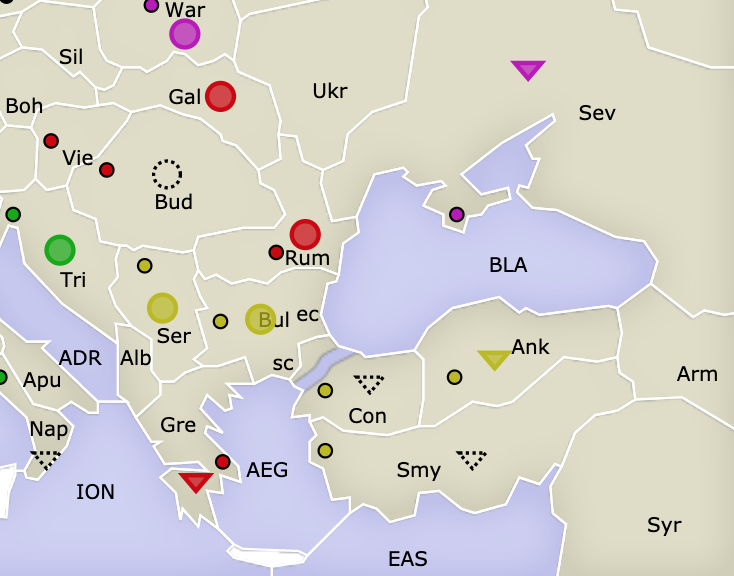 War
Sil
Gal
Ukr
Boh
Sev
Vie
Bud
Rum
BLA
Tri
Bul ec
Ser
ADR
Alb
sc
Ank
Apu
Arm
Con
Nap
Gre
AEG
Smy
ION
Syr
EAS